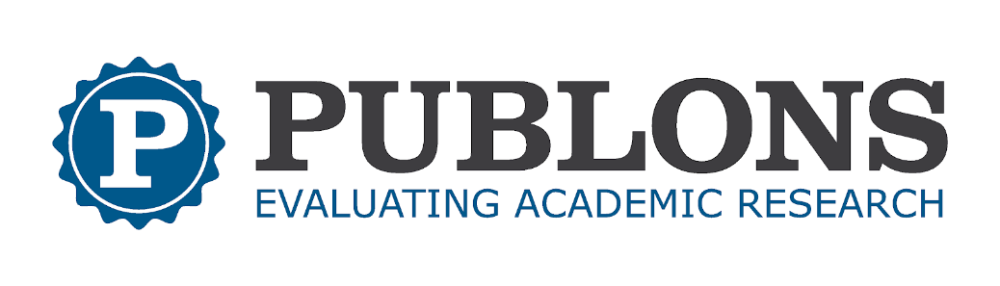 P
PUBLONS
EVALUATING ACADEMIC RESEARCH